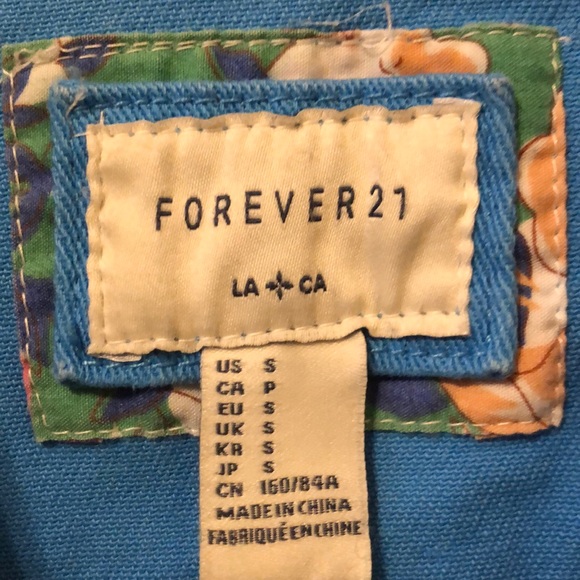 FOREVER 21
LA CA
US S
CA P
EU S
UK S
KR S
JP S
CN 160/84A
MADE IN CHINA
FABRIQUÉ EN CHINE